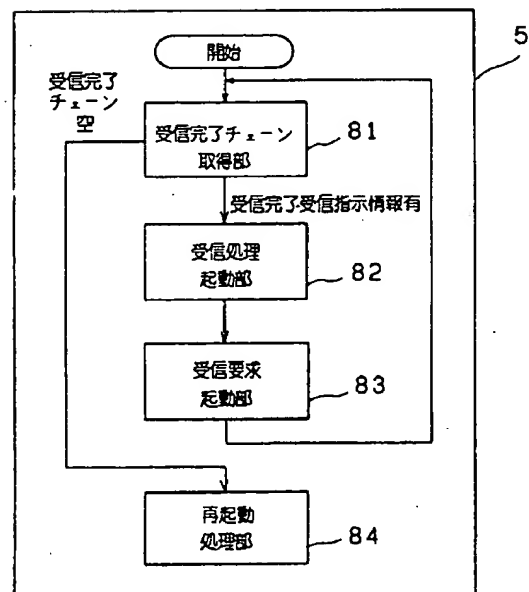 開始
5
受信完了
チェーン
空
受信完了チェーン
取得部
81
受信完了受信指示情報有
受信処理
起動部
82
受信要求
起動部
83
再起動
処理部
84